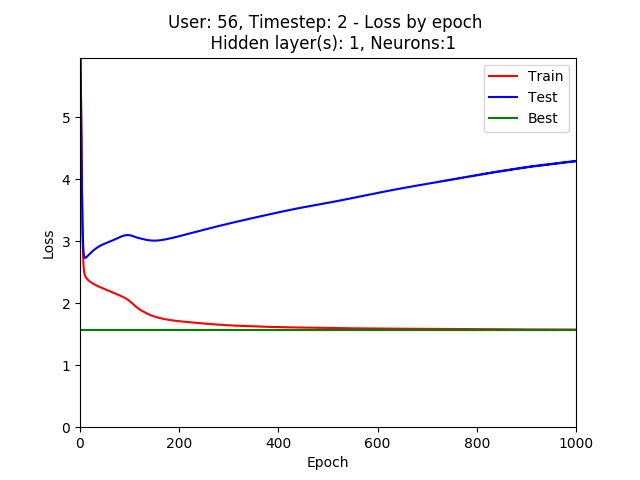 User: 56, Timestep: 2 - Loss by epoch
Hidden layer(s): 1, Neurons:1
Train
Test
Best
5
4
3
2
1
0
Loss
0
200
400
600
800
1000
Epoch